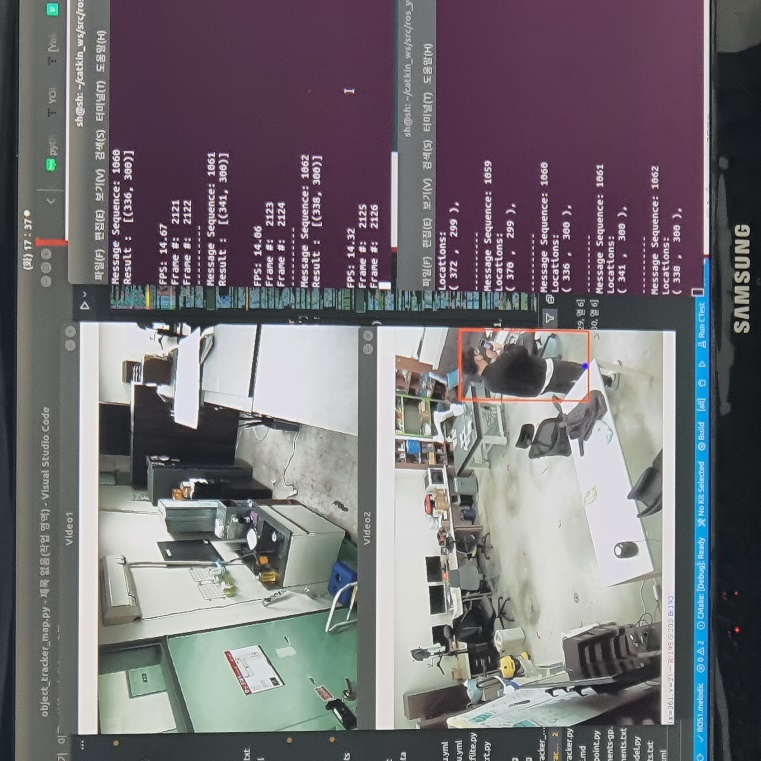 (화) 17 : 37
object_tracker_map.py - 제목 없음(작업 영역) - Visual Studio Code
sh@sh: ~/catkin_ws/src/ros
파일(F) 편집(E) 보기(V) 검색(S) 터미널(T) 도움말(H)
Message Sequence: 1060
Result : [(336, 300)]
FPS: 14.67
Frame #: 2121
Frame #: 2122
----------
Message Sequence: 1061
Result : [(341, 300)]
FPS: 14.06
Frame #: 2123
Frame #: 2124
----------
Message Sequence: 1062
Result : [(338, 300)]
FPS: 14.32
Frame #: 2125
Frame #: 2126
sh@sh: ~/catkin_ws/src/ros_y
파일(F) 편집(E) 보기(V) 검색(S) 터미널(T) 도움말(H)
Locations:
( 372 , 299 ),
----------
Message Sequence: 1059
Locations:
( 370 , 299 ),
----------
Message Sequence: 1060
Locations:
( 336 , 300 ),
----------
Message Sequence: 1061
Locations:
( 341 , 300 ),
----------
Message Sequence: 1062
Locations:
( 338 , 300 ),
Video1
Video2
ROS1.melodic
0
2
CMake: [Debug]: Ready
No Kit Selected
Build
[all]
Run CTest
SAMSUNG